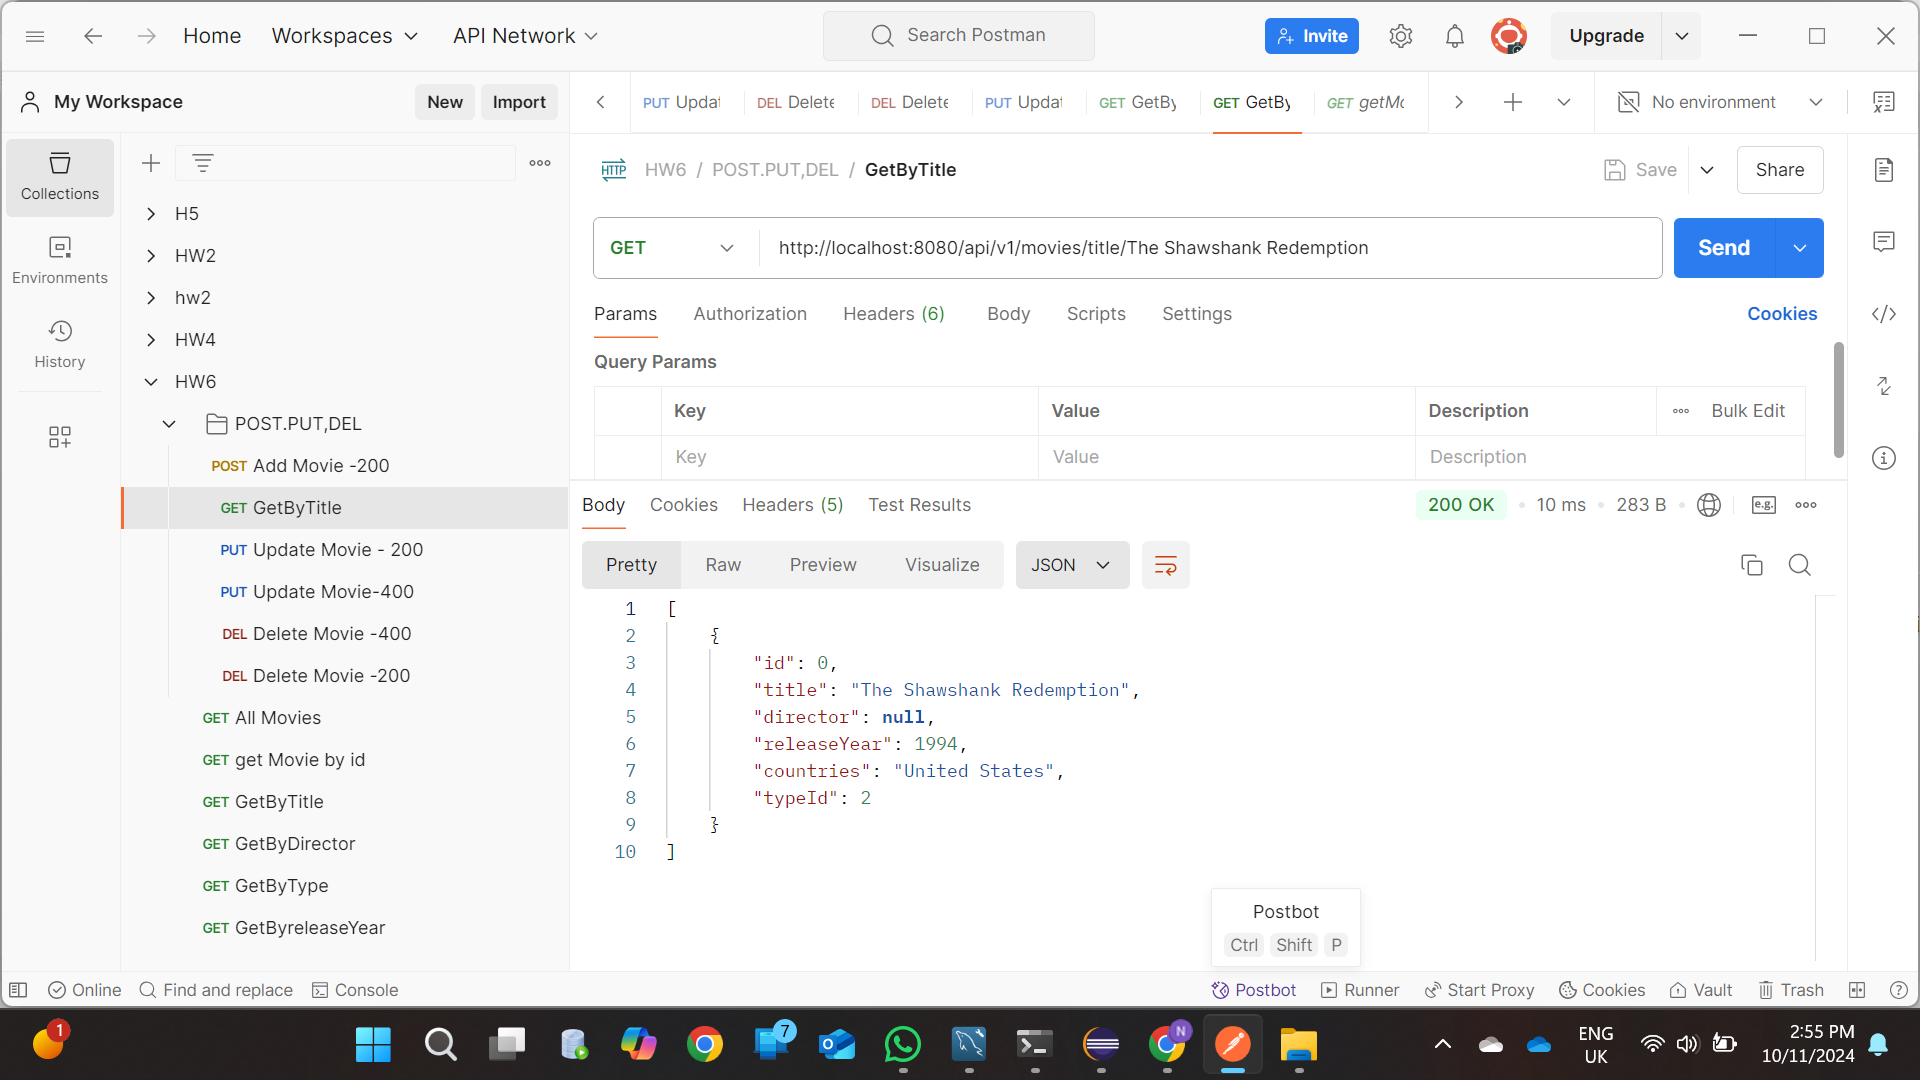 Home Workspaces API Network Search Postman Invite Upgrade
My Workspace New Import
PUT Updat DEL Delete DEL Delete PUT Updat GET GetBy GET GetBy GET getMo No environment
Collections
Environments
History
H5
HW2
hw2
HW4
HW6
POST.PUT,DEL
POST Add Movie -200
GET GetByTitle
PUT Update Movie - 200
PUT Update Movie-400
DEL Delete Movie -400
DEL Delete Movie -200
GET All Movies
GET get Movie by id
GET GetByTitle
GET GetByDirector
GET GetByType
GET GetByreleaseYear
HTTP HW6 / POST.PUT,DEL / GetByTitle Save Share
GET http://localhost:8080/api/v1/movies/title/The Shawshank Redemption Send
Params Authorization Headers (6) Body Scripts Settings Cookies
Query Params
Key Value Description Bulk Edit
Key Value Description
Body Cookies Headers (5) Test Results 200 OK 10 ms 283 B e.g.
Pretty Raw Preview Visualize JSON
1 [
2 {
3 "id": 0,
4 "title": "The Shawshank Redemption",
5 "director": null,
6 "releaseYear": 1994,
7 "countries": "United States",
8 "typeId": 2
9 }
10 ]
Postbot
Ctrl Shift P
Online Find and replace Console Postbot Runner Start Proxy Cookies Vault Trash
1
7
N
ENG
UK
2:55 PM
10/11/2024